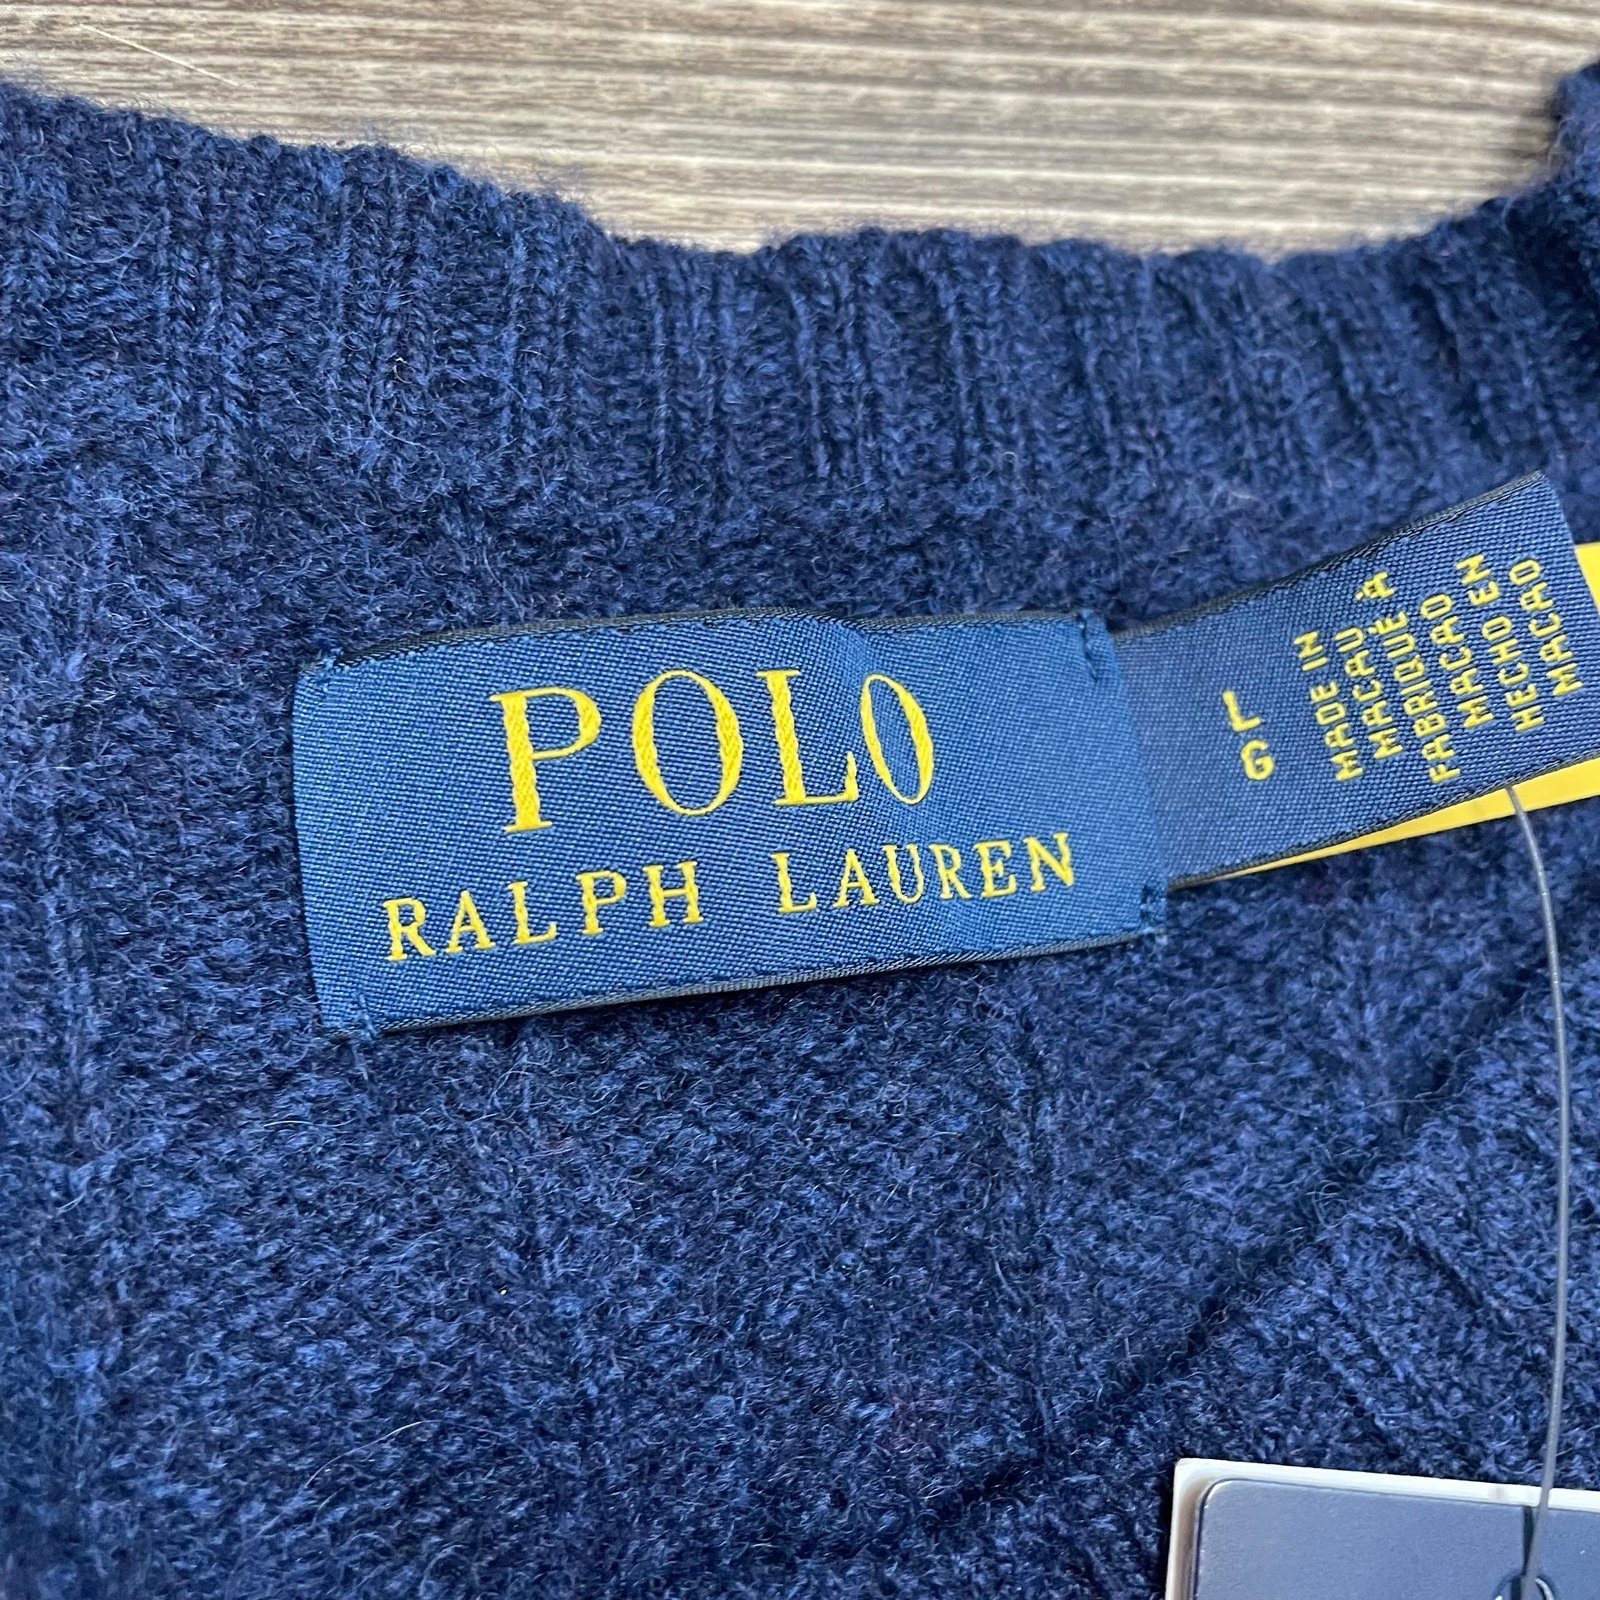 POLO
RALPH LAUREN
L
G
MADE IN
MACAU
FABRIQUÉ À
MACAO
HECHO EN
MACAO